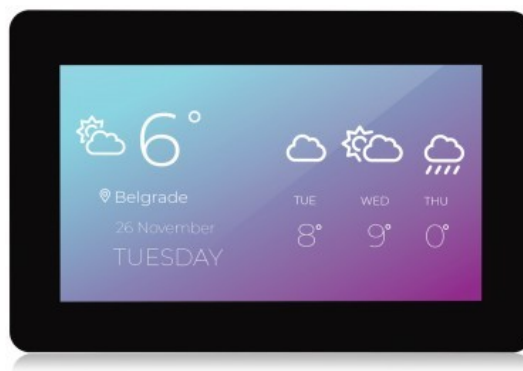 6°
Belgrade
26 November
TUESDAY
TUE WED THU
8° 9° 0°